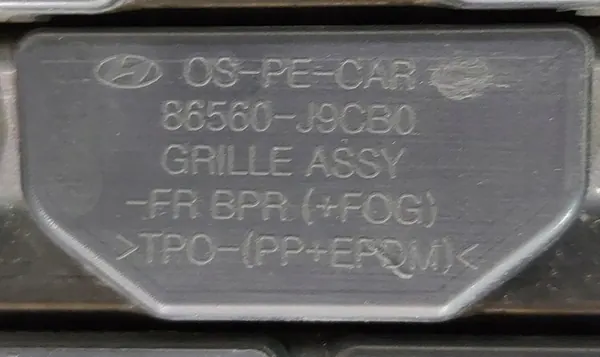 OS-PE-CAR
86560-J9CB0
GRILLE ASSY
-FR BPR (+FOG)
>TPO-(PP+EPDM)<